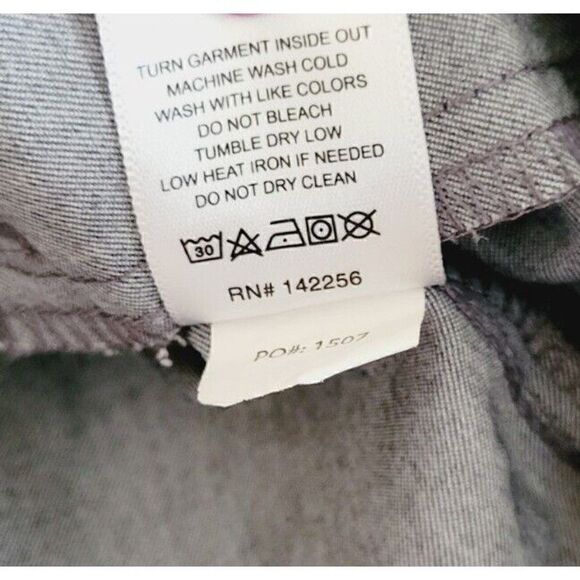 TURN GARMENT INSIDE OUT
MACHINE WASH COLD
WASH WITH LIKE COLORS
DO NOT BLEACH
TUMBLE DRY LOW
LOW HEAT IRON IF NEEDED
DO NOT DRY CLEAN
30
RN# 142256
PO#: 1507